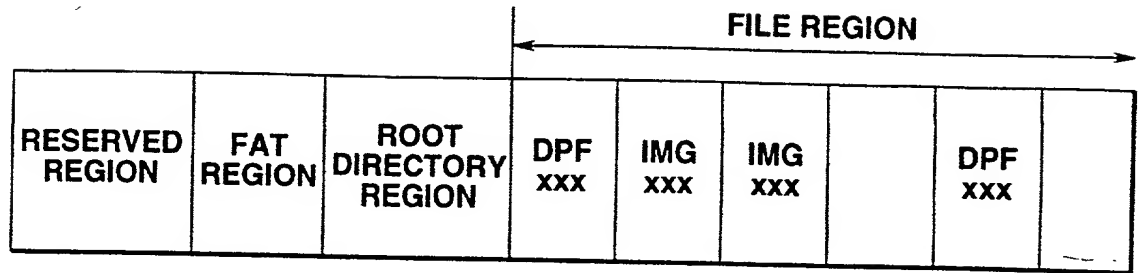 FILE REGION
RESERVED
REGION
FAT
REGION
ROOT
DIRECTORY
REGION
DPF
xxx
IMG
xxx
IMG
xxx
DPF
xxx